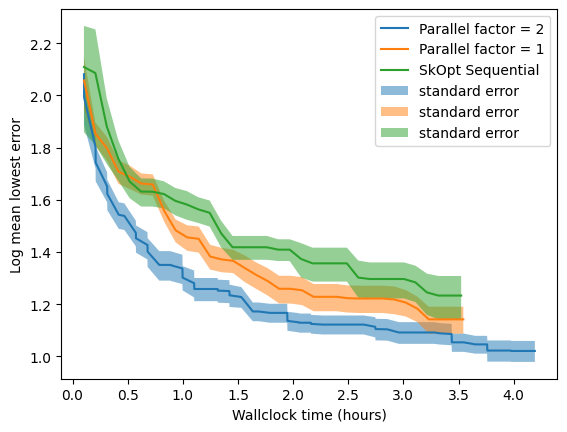 Parallel factor = 2
Parallel factor = 1
SkOpt Sequential
standard error
standard error
standard error
Log mean lowest error
2.2
2.0
1.8
1.6
1.4
1.2
1.0
0.0 0.5 1.0 1.5 2.0 2.5 3.0 3.5 4.0
Wallclock time (hours)